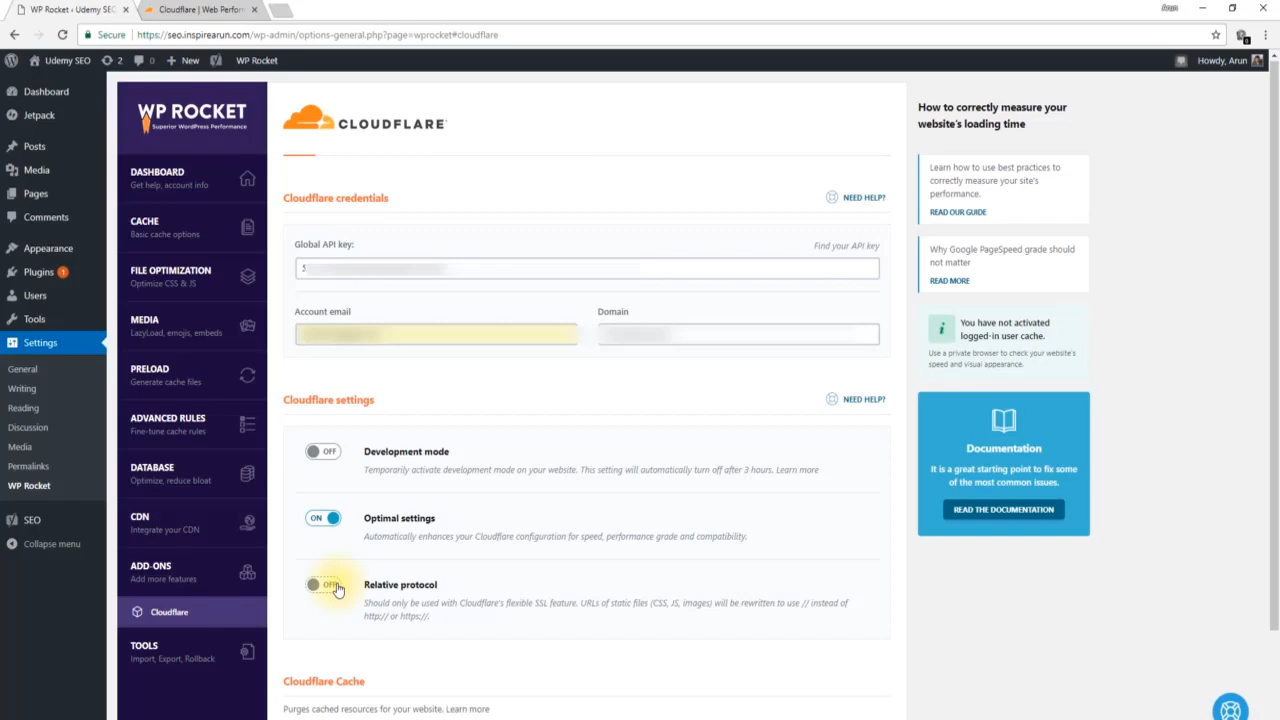 WP Rocket ‹ Udemy SEO
Cloudflare | Web Perform
Arun
Secure
https://seo.inspirearun.com/wp-admin/options-general.php?page=wprocket#cloudflare
Udemy SEO
2
0
New
WP Rocket
Howdy, Arun
Dashboard
Jetpack
Posts
Media
Pages
Comments
Appearance
Plugins 1
Users
Tools
Settings
General
Writing
Reading
Discussion
Media
Permalinks
WP Rocket
SEO
Collapse menu
WP ROCKET
Superior WordPress Performance
DASHBOARD
Get help, account info
CACHE
Basic cache options
FILE OPTIMIZATION
Optimize CSS & JS
MEDIA
LazyLoad, emojis, embeds
PRELOAD
Generate cache files
ADVANCED RULES
Fine-tune cache rules
DATABASE
Optimize, reduce bloat
CDN
Integrate your CDN
ADD-ONS
Add more features
Cloudflare
TOOLS
Import, Export, Rollback
CLOUDFLARE
Cloudflare credentials
NEED HELP?
Global API key:
Find your API key
Account email
Domain
Cloudflare settings
NEED HELP?
OFF
Development mode
Temporarily activate development mode on your website. This setting will automatically turn off after 3 hours. Learn more
ON
Optimal settings
Automatically enhances your Cloudflare configuration for speed, performance grade and compatibility.
OFF
Relative protocol
Should only be used with Cloudflare's flexible SSL feature. URLs of static files (CSS, JS, images) will be rewritten to use // instead of
http:// or https://.
Cloudflare Cache
Purges cached resources for your website. Learn more
How to correctly measure your
website's loading time
Learn how to use best practices to
correctly measure your site's
performance.
READ OUR GUIDE
Why Google PageSpeed grade should
not matter
READ MORE
You have not activated
logged-in user cache.
Use a private browser to check your website's
speed and visual appearance.
Documentation
It is a great starting point to fix some
of the most common issues.
READ THE DOCUMENTATION